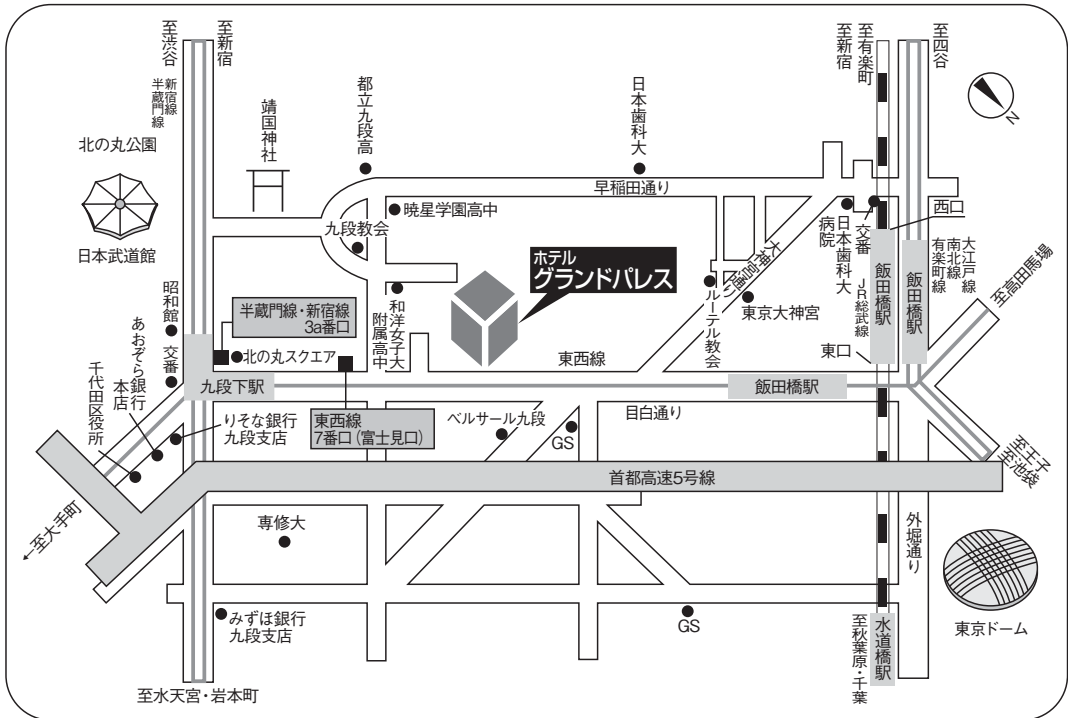 至渋谷
至新宿
新宿線
半蔵門線
北の丸公園
日本武道館
靖国神社
都立九段高
日本歯科大
至新宿
至有楽町
至四谷
N
早稲田通り
暁星学園高中
九段教会
ホテル
グランドパレス
大神宮通り
ルーテル教会
東京大神宮
日本歯科大
病院
交番
西口
飯田橋駅
JR総武線
飯田橋駅
大江戸線
南北線
有楽町線
至高田馬場
東口
昭和館
交番
あおぞら銀行
本店
千代田区役所
半蔵門線・新宿線
3a番口
北の丸スクエア
和洋女子大
附属高中
東西線
九段下駅
飯田橋駅
りそな銀行
九段支店
東西線
7番口(富士見口)
ベルサール九段
GS
目白通り
至王子
至池袋
首都高速5号線
←至大手町
専修大
外堀通り
東京ドーム
みずほ銀行
九段支店
GS
水道橋駅
至秋葉原・千葉
至水天宮・岩本町